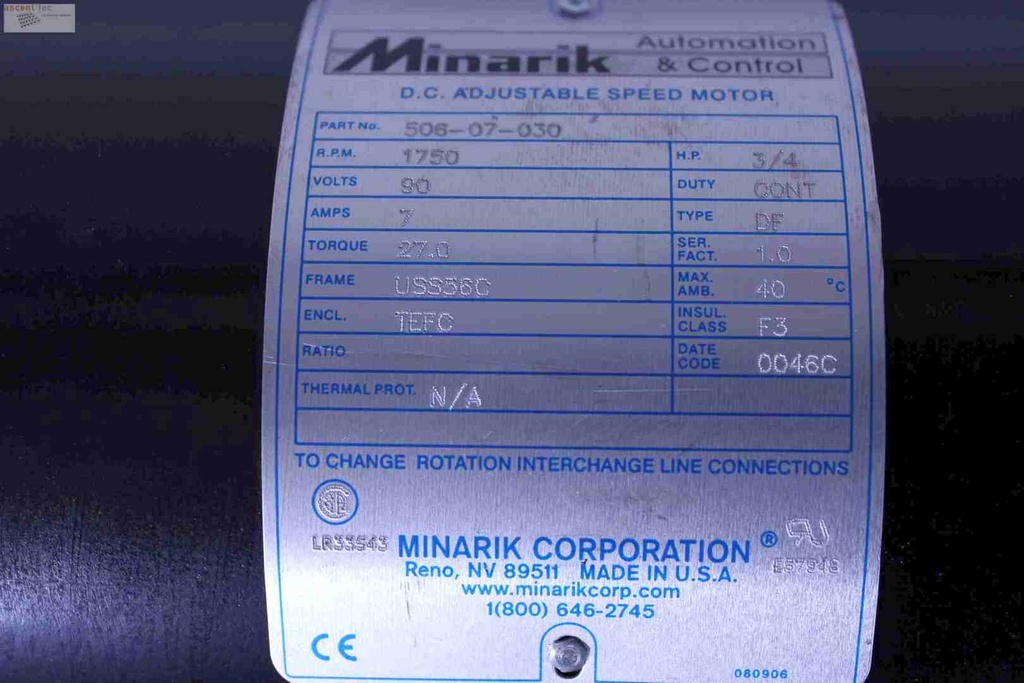 ascent loc
Minarik Automation
& Control
D.C. ADJUSTABLE SPEED MOTOR
PART No. 506-07-030
R.P.M. 1750 H.P. 3/4
VOLTS 90 DUTY CONT
AMPS 7 TYPE DF
TORQUE 27.0 SER. FACT. 1.0
FRAME USS56C MAX. AMB. 40 °C
ENCL. TEFC INSUL. CLASS F3
RATIO DATE CODE 0046C
THERMAL PROT. N/A
TO CHANGE ROTATION INTERCHANGE LINE CONNECTIONS
LR33543 MINARIK CORPORATION ® E57948
Reno, NV 89511 MADE IN U.S.A.
www.minarikcorp.com
1(800) 646-2745
CE
080906